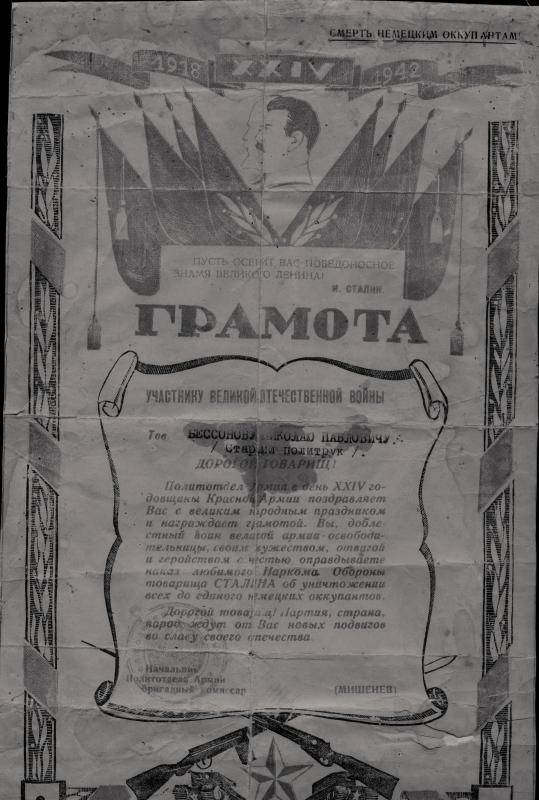 СМЕРТЬ НЕМЕЦКИМ ОККУПАНТАМ!
1918 XXIV 1942
ПУСТЬ ОСЕНИТ ВАС ПОБЕДОНОСНОЕ
ЗНАМЯ ВЕЛИКОГО ЛЕНИНА!
И. СТАЛИН.
ГРАМОТА
УЧАСТНИКУ ВЕЛИКОЙ ОТЕЧЕСТВЕННОЙ ВОЙНЫ
Тов БЕССОНОВУ НИКОЛАЮ ПАВЛОВИЧУ.
/ Старши политрук /.
ДОРОГОЙ ТОВАРИЩ!
Политотдел армии в день XXIV го-
довщины Красной Армии поздравляет
Вас с великим народным праздником
и награждает грамотой. Вы, добле-
стный воин великой армии-освободи-
тельницы, своим мужеством, отвагой
и геройством с честью оправдываете
наказ любимого Наркома Обороны
товарища СТАЛИНА об уничтожении
всех до единого немецких оккупантов.
Дорогой товарищ! Партия, страна,
народ ждут от Вас новых подвигов
во славу своего отечества
Начальник
Политотдела Армии
бригадный комиссар (МИШЕНЕВ)